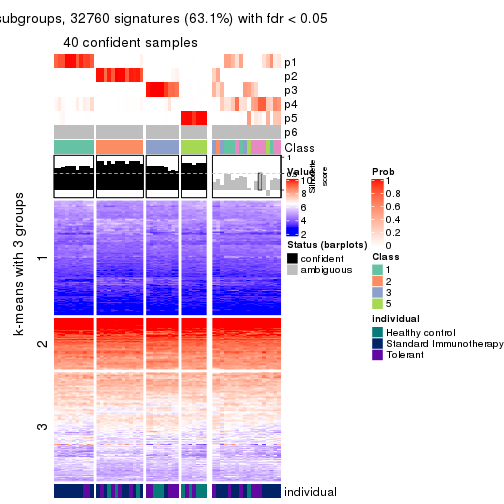 subgroups, 32760 signatures (63.1%) with fdr < 0.05
40 confident samples
p1
p2
p3
p4
p5
p6
Class
1
Silhouette
score
Value
10
8
6
4
2
Status (barplots)
confident
ambiguous
Prob
1
0.8
0.6
0.4
0.2
0
Class
1
2
3
5
individual
Healthy control
Standard Immunotherapy
Tolerant
k-means with 3 groups
1
2
3
individual